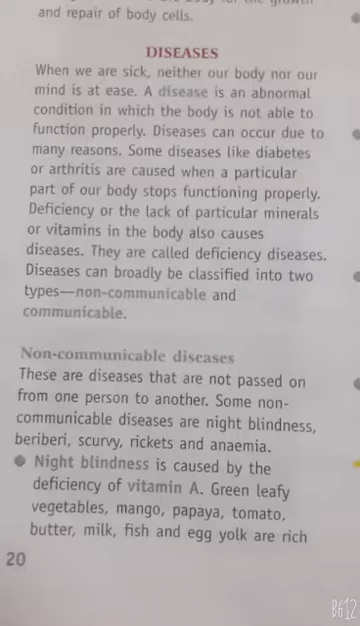 and repair of body cells.
DISEASES
When we are sick, neither our body nor our
mind is at ease. A disease is an abnormal
condition in which the body is not able to
function properly. Diseases can occur due to
many reasons. Some diseases like diabetes
or arthritis are caused when a particular
part of our body stops functioning properly.
Deficiency or the lack of particular minerals
or vitamins in the body also causes
diseases. They are called deficiency diseases.
Diseases can broadly be classified into two
types—non-communicable and
communicable.
Non-communicable diseases
These are diseases that are not passed on
from one person to another. Some non-
communicable diseases are night blindness,
beriberi, scurvy, rickets and anaemia.
● Night blindness is caused by the
deficiency of vitamin A. Green leafy
vegetables, mango, papaya, tomato,
butter, milk, fish and egg yolk are rich
20
B612